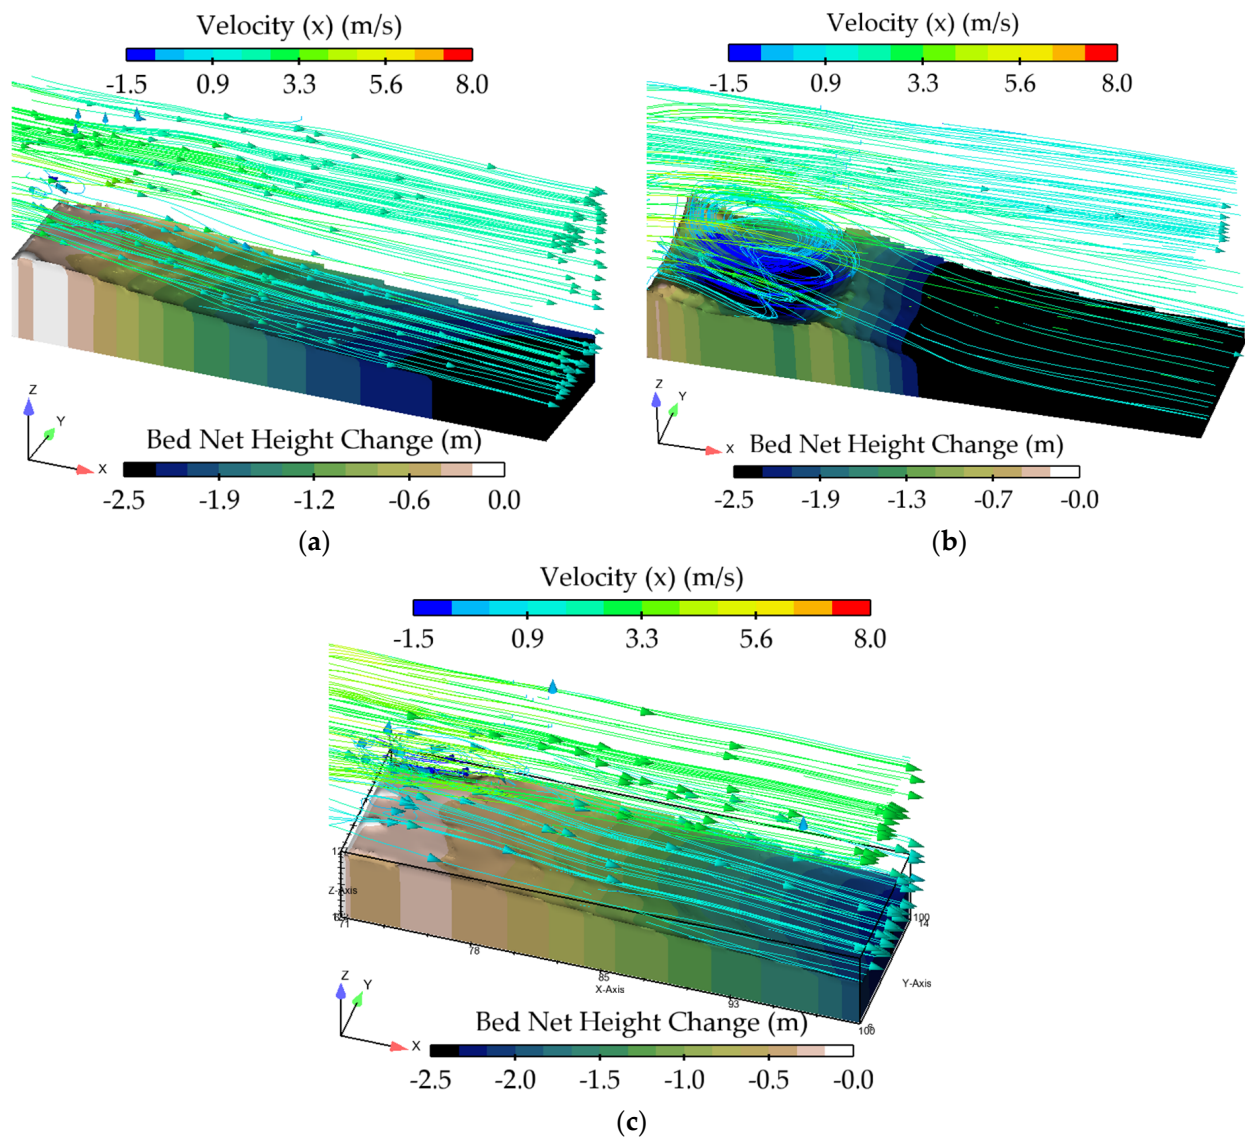 Velocity (x) (m/s)
-1.5 0.9 3.3 5.6 8.0
Z
Y
X
Bed Net Height Change (m)
-2.5 -1.9 -1.2 -0.6 0.0
(a)
Velocity (x) (m/s)
-1.5 0.9 3.3 5.6 8.0
Z
Y
X
Bed Net Height Change (m)
-2.5 -1.9 -1.3 -0.7 -0.0
(b)
Velocity (x) (m/s)
-1.5 0.9 3.3 5.6 8.0
Z-Axis
71
78
85
X-Axis
93
100
100
14
Y-Axis
Z
Y
X
Bed Net Height Change (m)
-2.5 -2.0 -1.5 -1.0 -0.5 -0.0
(c)